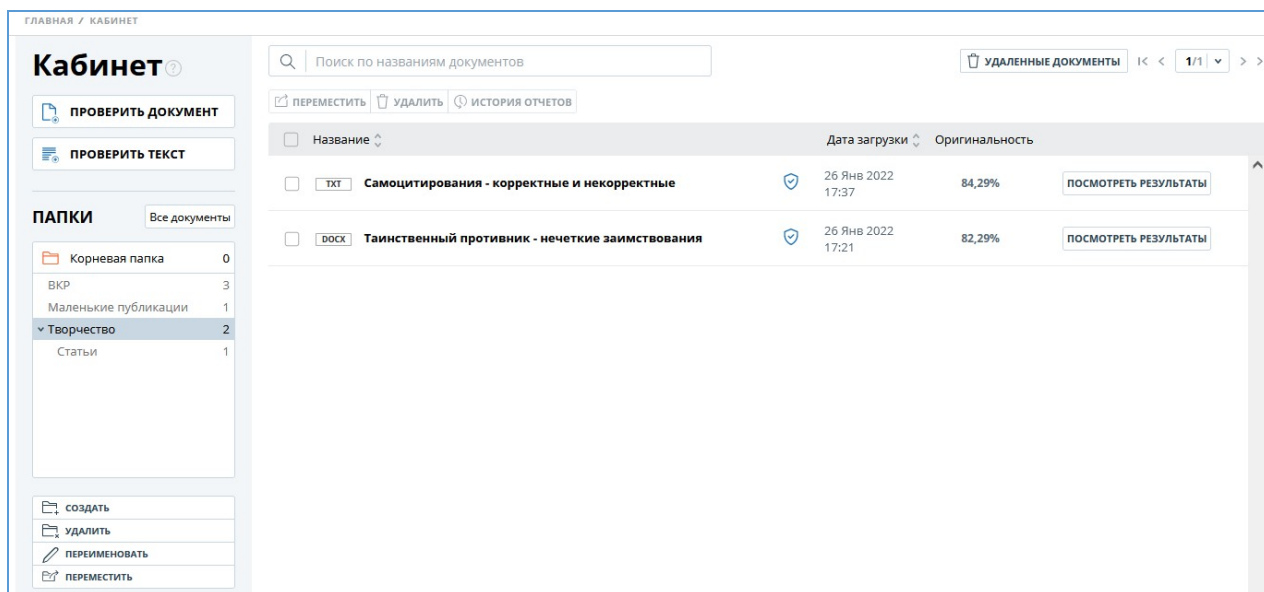 ГЛАВНАЯ / КАБИНЕТ
Кабинет ?
ПРОВЕРИТЬ ДОКУМЕНТ
ПРОВЕРИТЬ ТЕКСТ
ПАПКИ Все документы
Корневая папка 0
ВКР 3
Маленькие публикации 1
Творчество 2
Статьи 1
СОЗДАТЬ
УДАЛИТЬ
ПЕРЕИМЕНОВАТЬ
ПЕРЕМЕСТИТЬ
Поиск по названиям документов
УДАЛЕННЫЕ ДОКУМЕНТЫ 1/1
ПЕРЕМЕСТИТЬ УДАЛИТЬ ИСТОРИЯ ОТЧЕТОВ
Название Дата загрузки Оригинальность
TXT Самоцитирования - корректные и некорректные 26 Янв 2022 84,29% ПОСМОТРЕТЬ РЕЗУЛЬТАТЫ
17:37
DOCX Таинственный противник - нечеткие заимствования 26 Янв 2022 82,29% ПОСМОТРЕТЬ РЕЗУЛЬТАТЫ
17:21